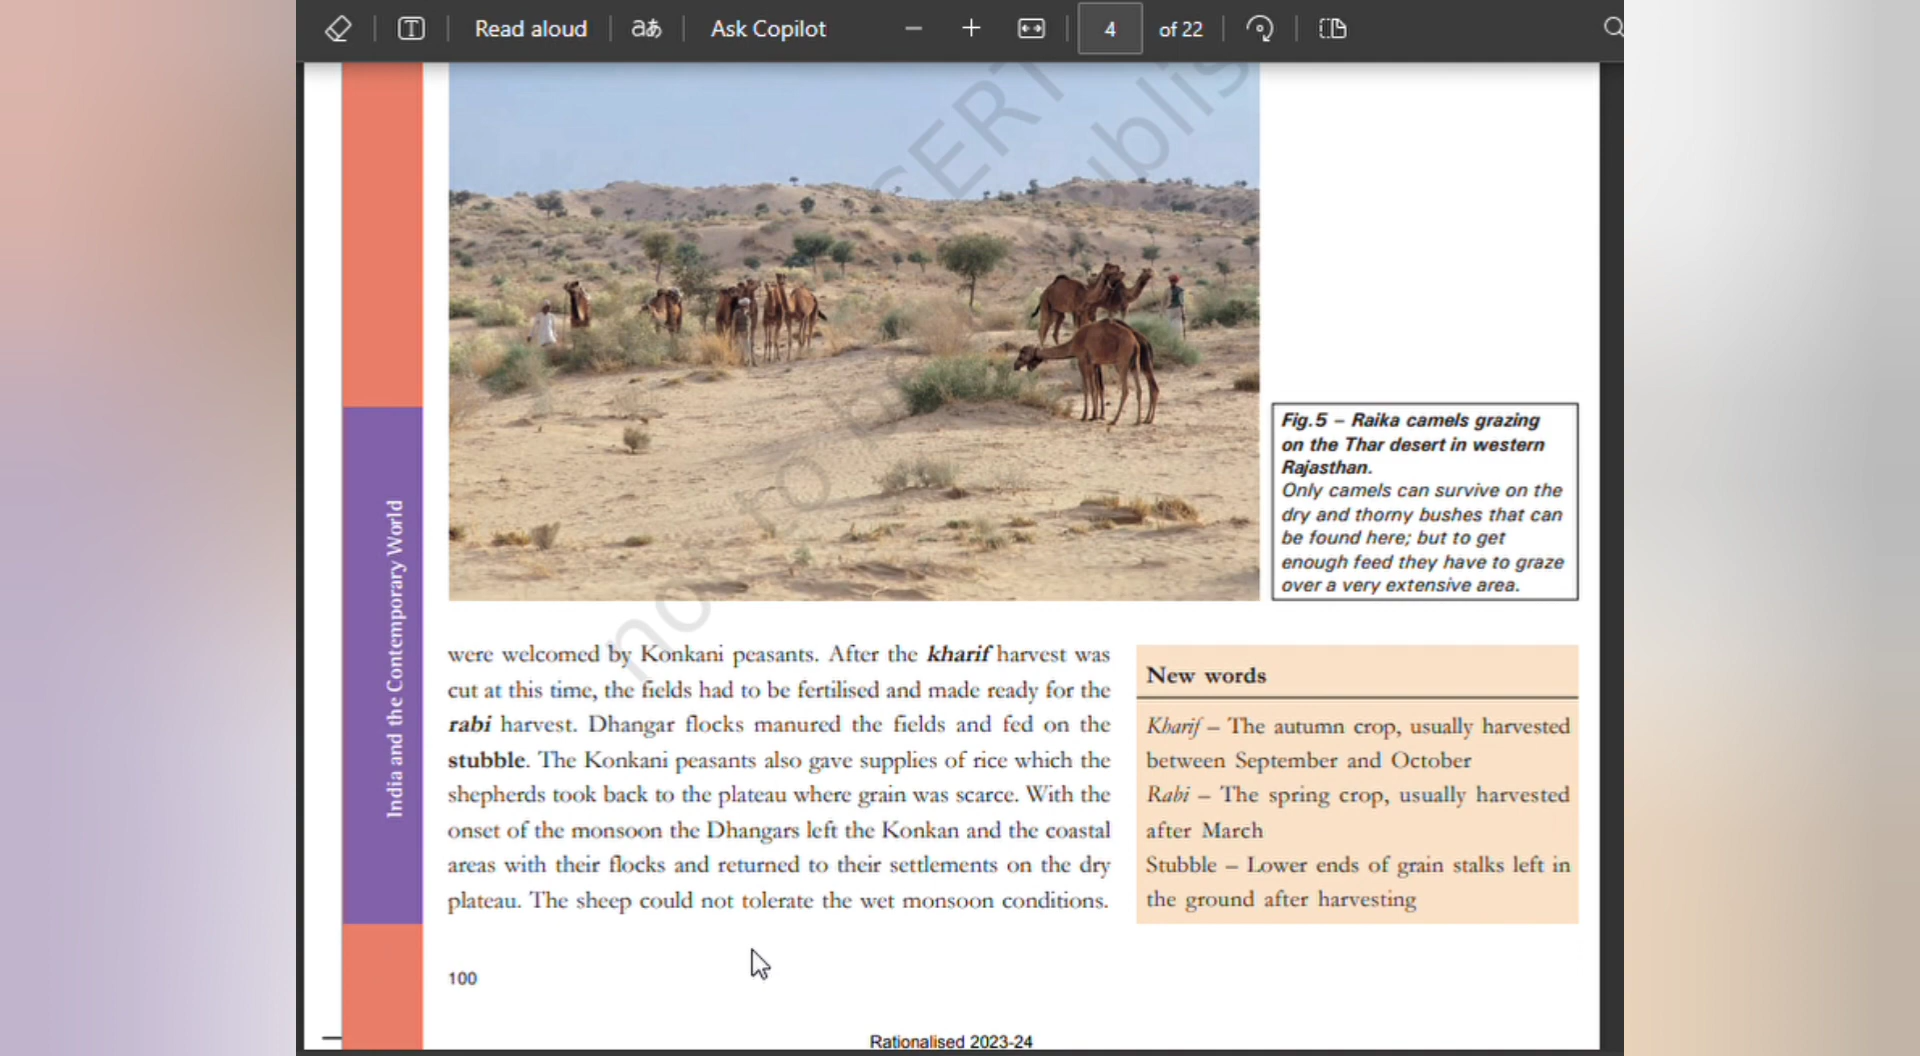 Read aloud
aあ
Ask Copilot
4
of 22
not to be
ublis
Fig.5 – Raika camels grazing
on the Thar desert in western
Rajasthan.
Only camels can survive on the
dry and thorny bushes that can
be found here; but to get
enough feed they have to graze
over a very extensive area.
India and the Contemporary World
were welcomed by Konkani peasants. After the kharif harvest was
cut at this time, the fields had to be fertilised and made ready for the
rabi harvest. Dhangar flocks manured the fields and fed on the
stubble. The Konkani peasants also gave supplies of rice which the
shepherds took back to the plateau where grain was scarce. With the
onset of the monsoon the Dhangars left the Konkan and the coastal
areas with their flocks and returned to their settlements on the dry
plateau. The sheep could not tolerate the wet monsoon conditions.
New words
Kharif – The autumn crop, usually harvested
between September and October
Rabi – The spring crop, usually harvested
after March
Stubble – Lower ends of grain stalks left in
the ground after harvesting
100
Rationalised 2023-24